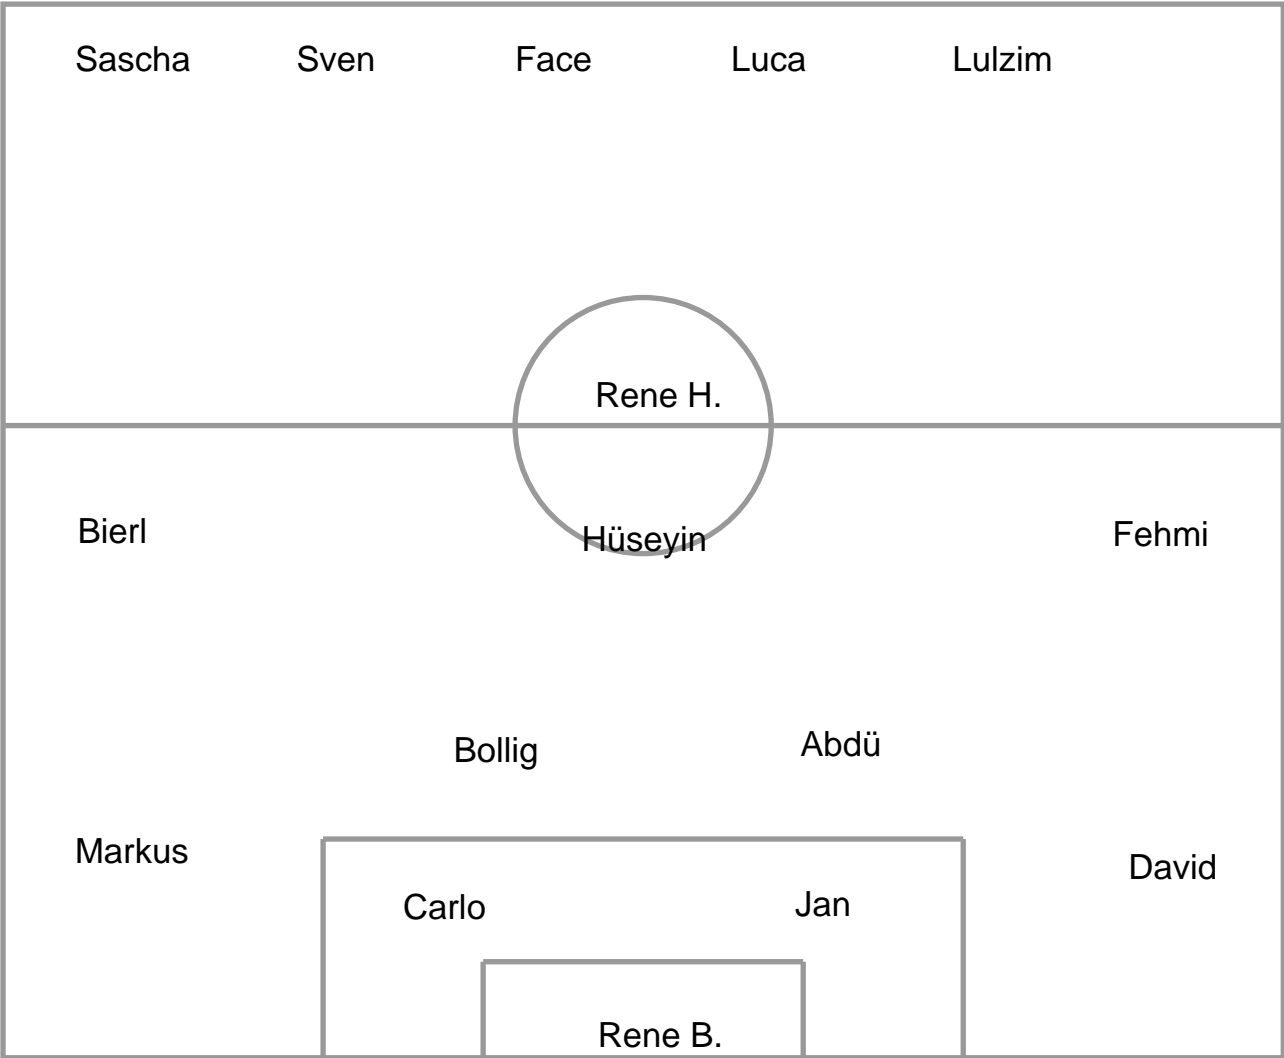 Sascha Sven Face Luca Lulzim
Rene H.
Bierl Hüseyin Fehmi
Bollig Abdü
Markus David
Carlo Jan
Rene B.